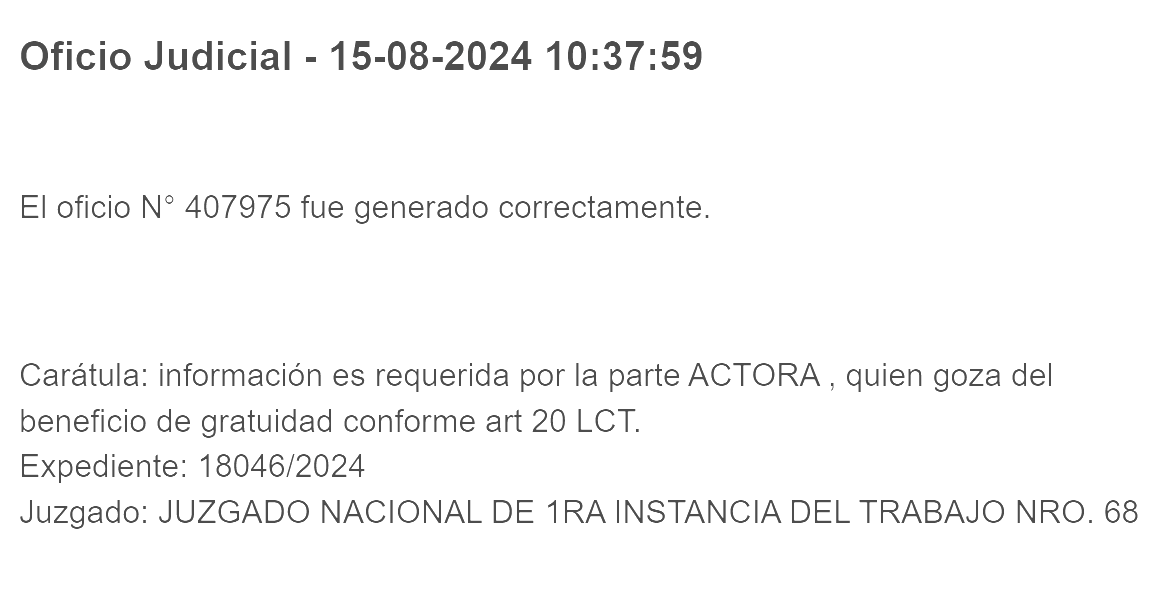 Oficio Judicial - 15-08-2024 10:37:59
El oficio N° 407975 fue generado correctamente.
Carátula: información es requerida por la parte ACTORA , quien goza del
beneficio de gratuidad conforme art 20 LCT.
Expediente: 18046/2024
Juzgado: JUZGADO NACIONAL DE 1RA INSTANCIA DEL TRABAJO NRO. 68